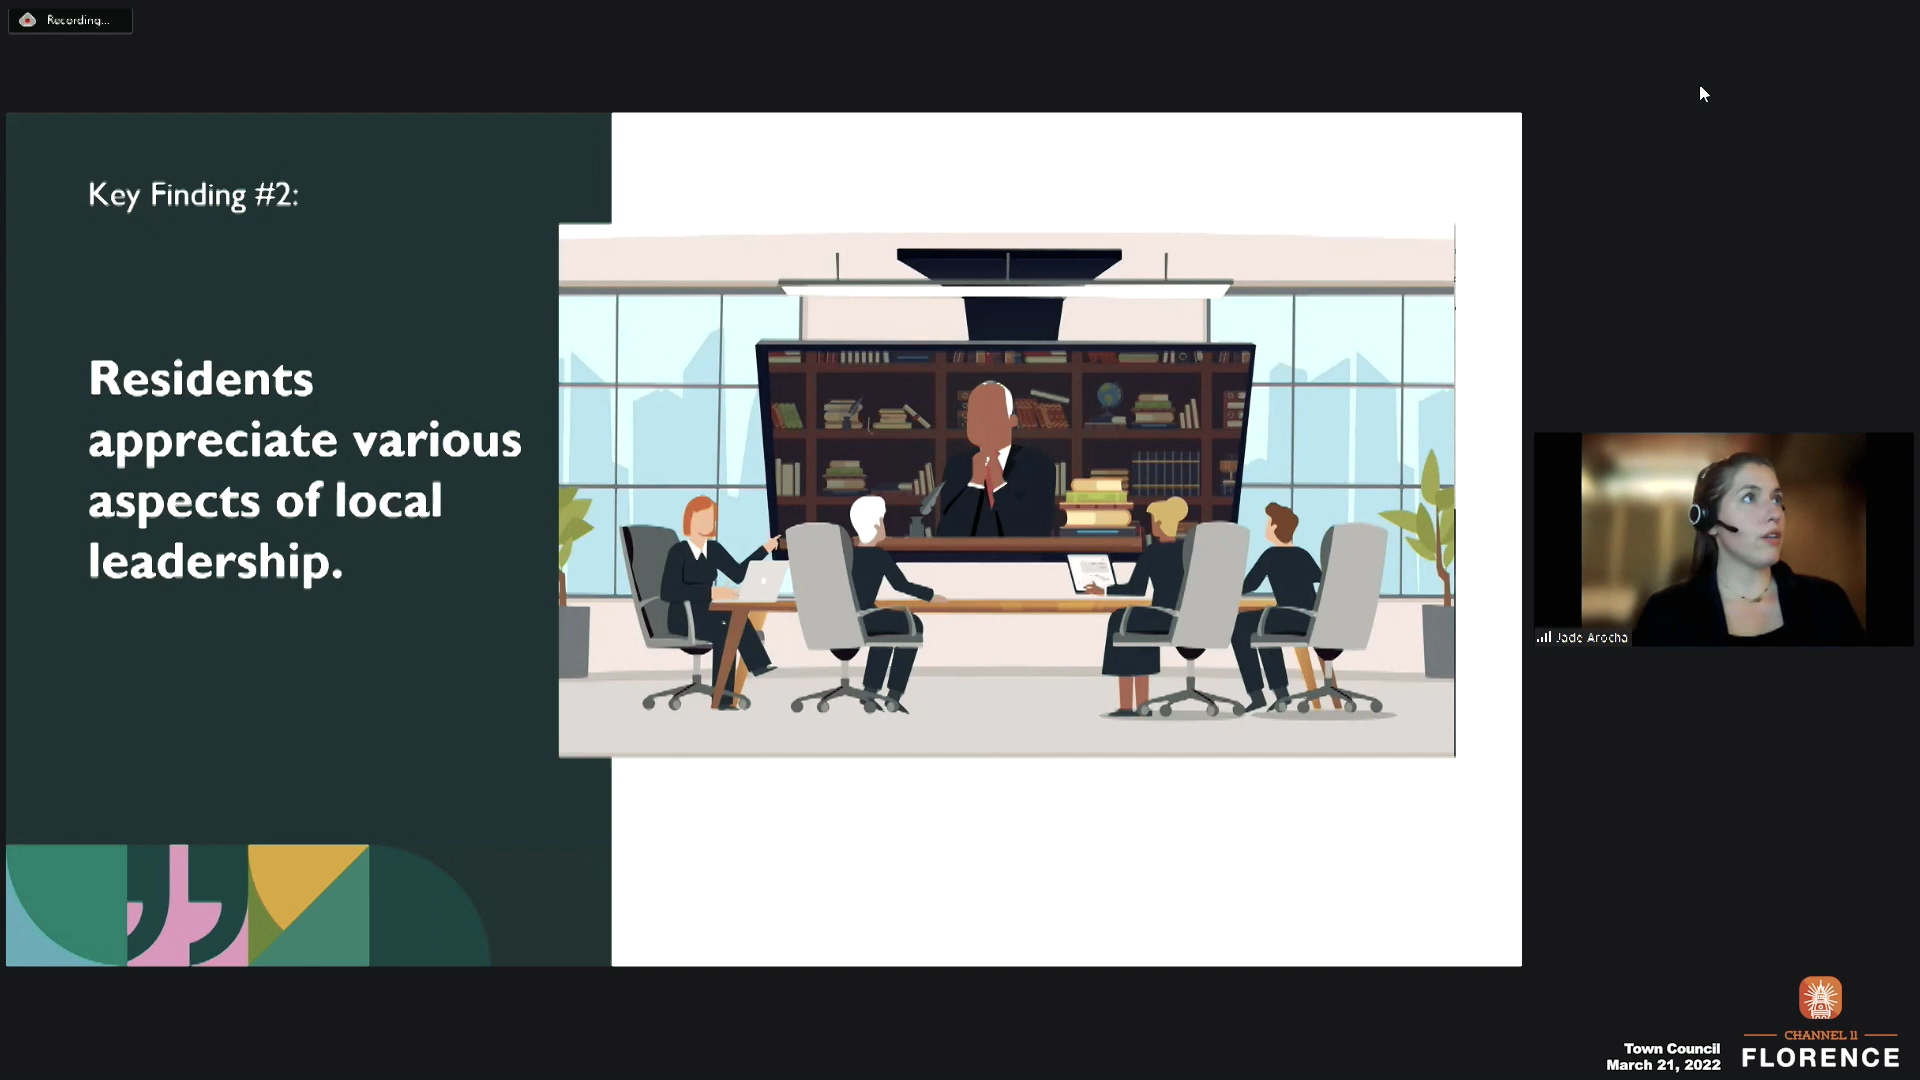 Recording...
Key Finding #2:
Residents
appreciate various
aspects of local
leadership.
Jade Arocha
Town Council
March 21, 2022
CHANNEL 11
FLORENCE